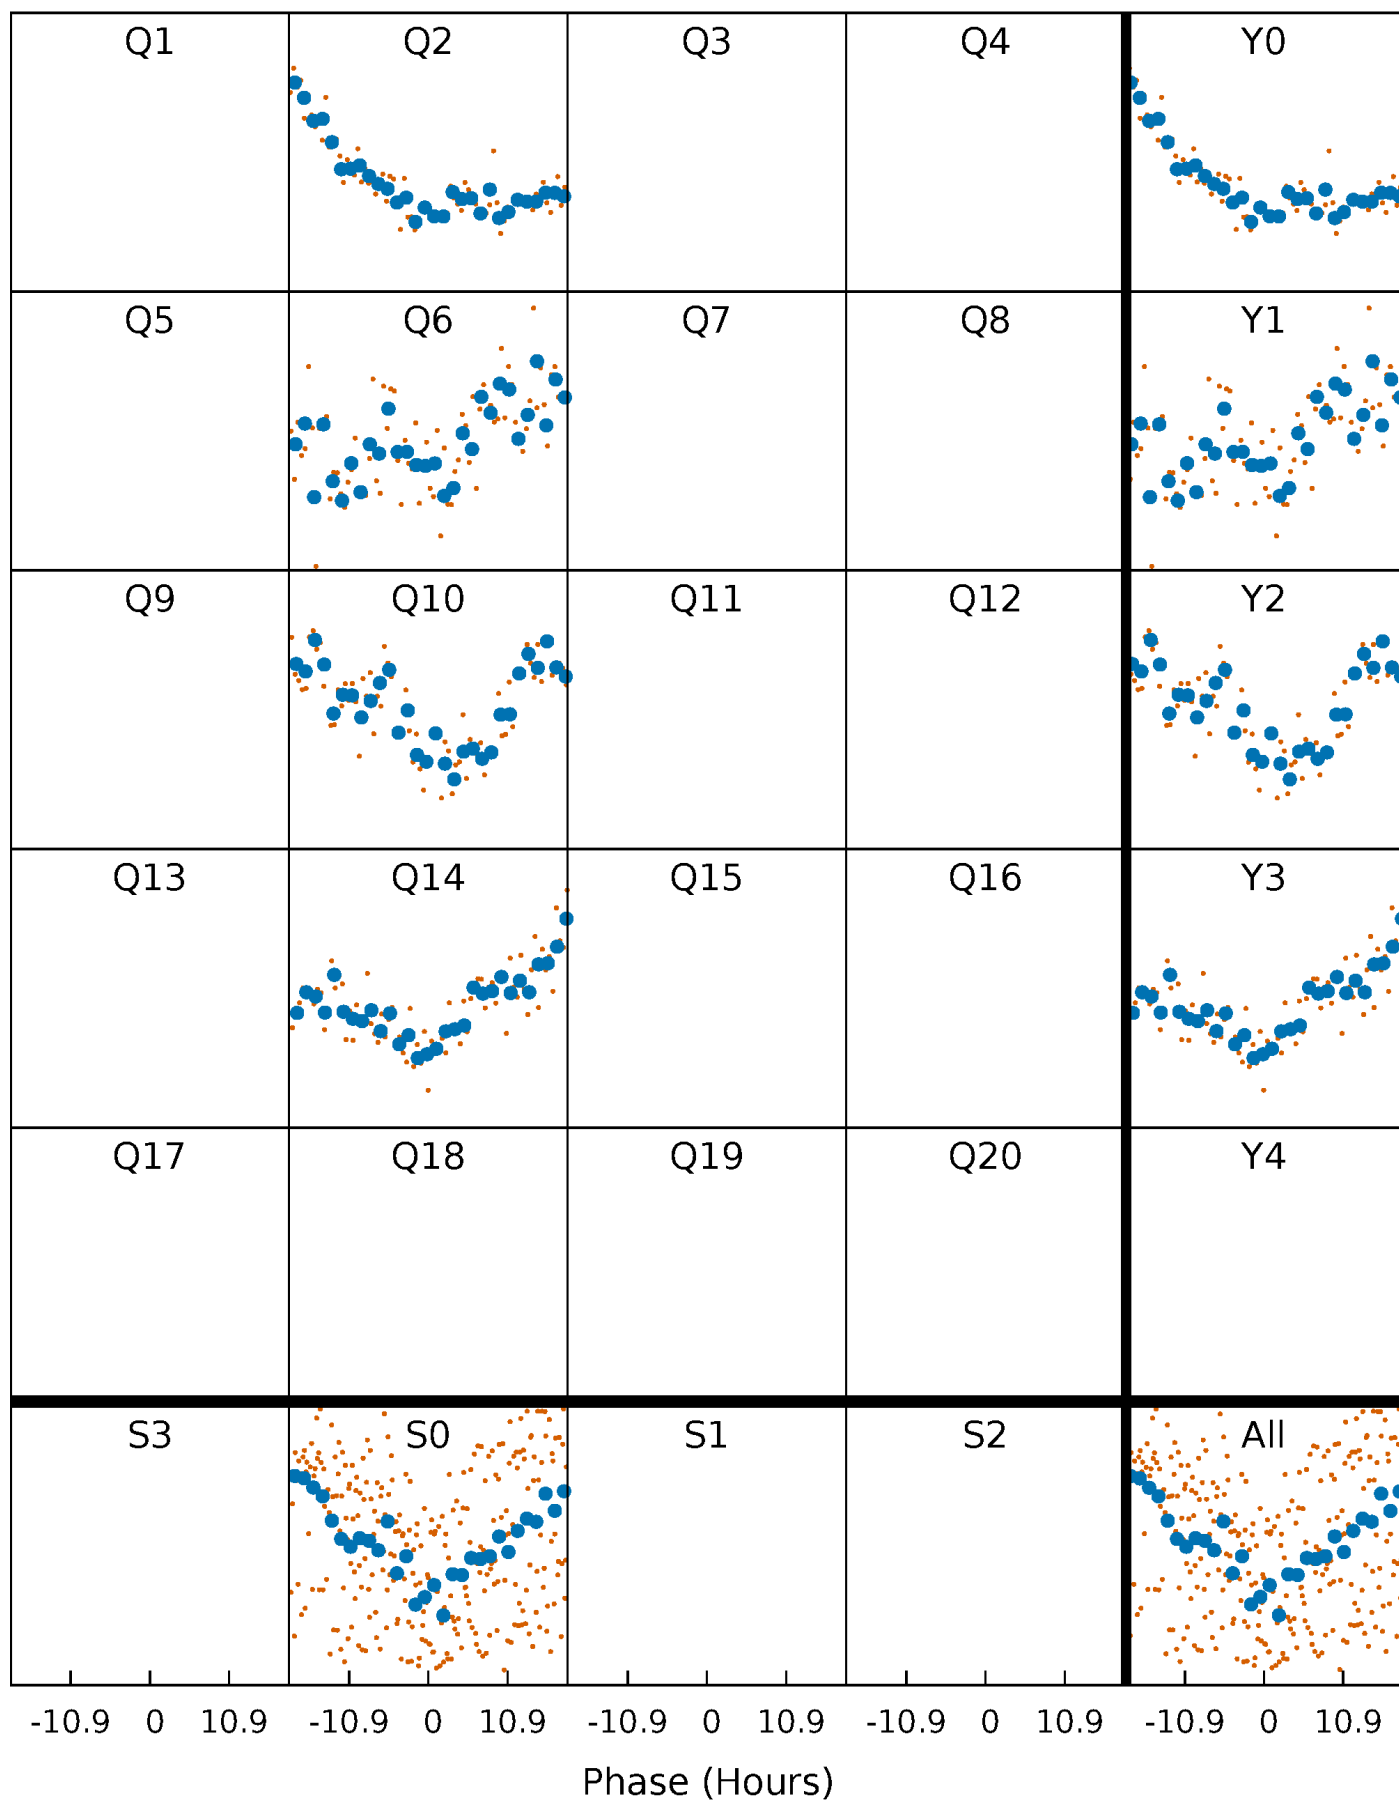 Q1 Q2 Q3 Q4 Y0
Q5 Q6 Q7 Q8 Y1
Q9 Q10 Q11 Q12 Y2
Q13 Q14 Q15 Q16 Y3
Q17 Q18 Q19 Q20 Y4
S3 S0 S1 S2 All
-10.9 0 10.9 -10.9 0 10.9 -10.9 0 10.9 -10.9 0 10.9 -10.9 0 10.9
Phase (Hours)